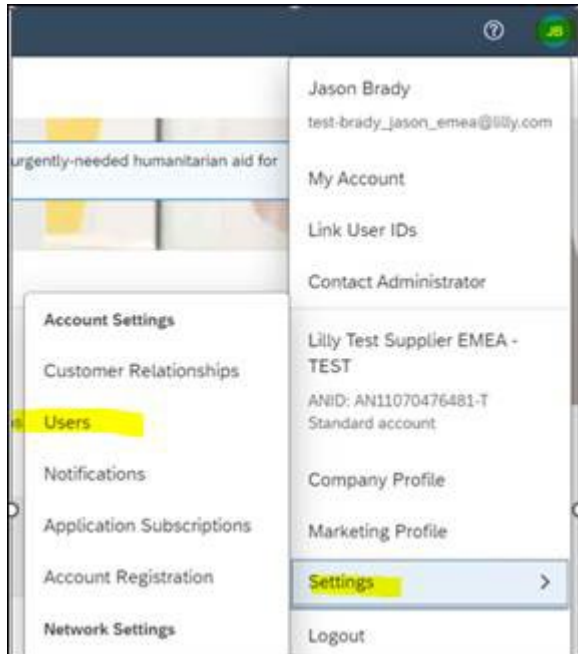 JB
Jason Brady
test-brady_jason_emea@lilly.com
urgently-needed humanitarian aid for
My Account
Link User IDs
Contact Administrator
Account Settings
Customer Relationships
Users
Notifications
Application Subscriptions
Account Registration
Network Settings
Lilly Test Supplier EMEA -
TEST
ANID: AN11070476481-T
Standard account
Company Profile
Marketing Profile
Settings
Logout